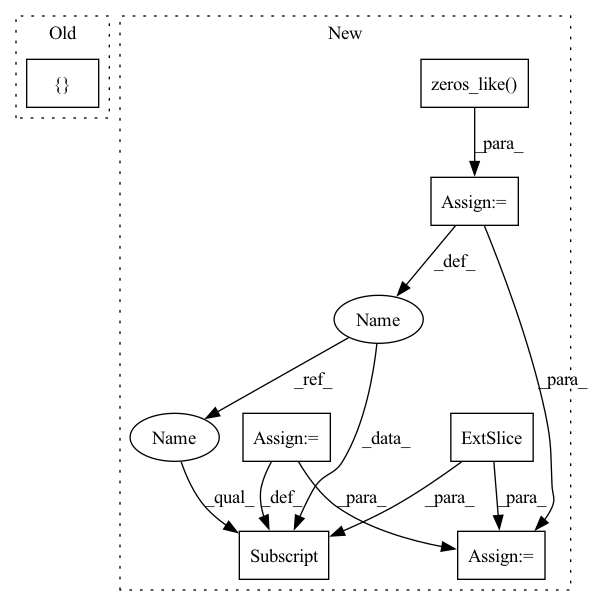 Old
New
{}
zeros_like()
_para_
Assign:=
_def_
Name
_para_
_ref_
Name
Assign:=
_data_
ExtSlice
_qual_
_def_
_para_
_para_
_para_
Subscript
Assign:=